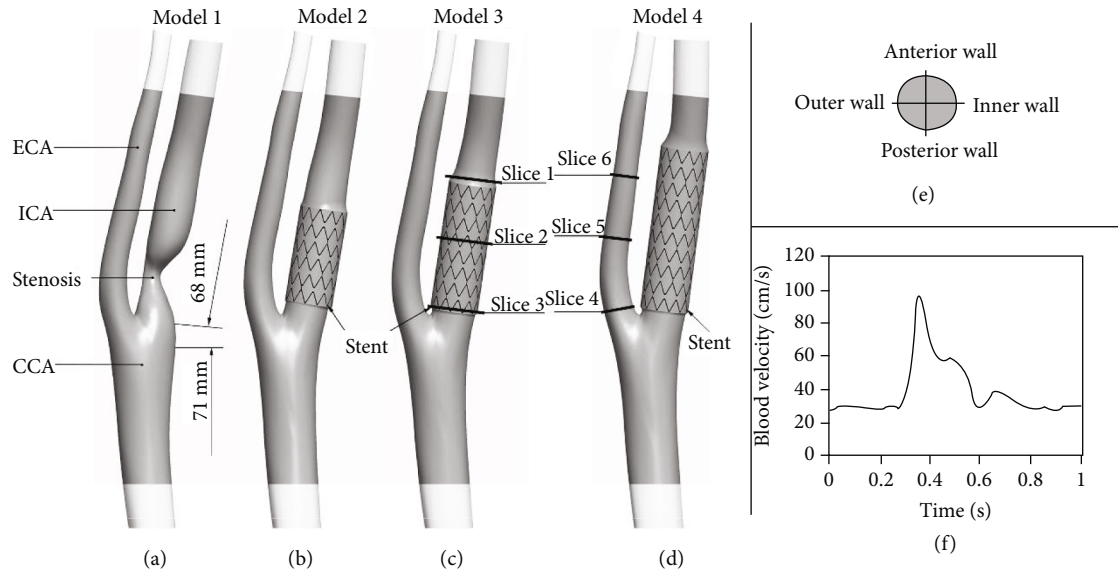 Model 1
Model 2
Model 3
Model 4
ECA
ICA
Stenosis
CCA
68 mm
71 mm
Stent
Slice 1
Slice 2
Slice 3
Slice 6
Slice 5
Slice 4
Stent
(a)
(b)
(c)
(d)
Anterior wall
Outer wall
Inner wall
Posterior wall
(e)
Blood velocity (cm/s)
120
100
80
60
40
20
0
0
0.2
0.4
0.6
0.8
1
Time (s)
(f)